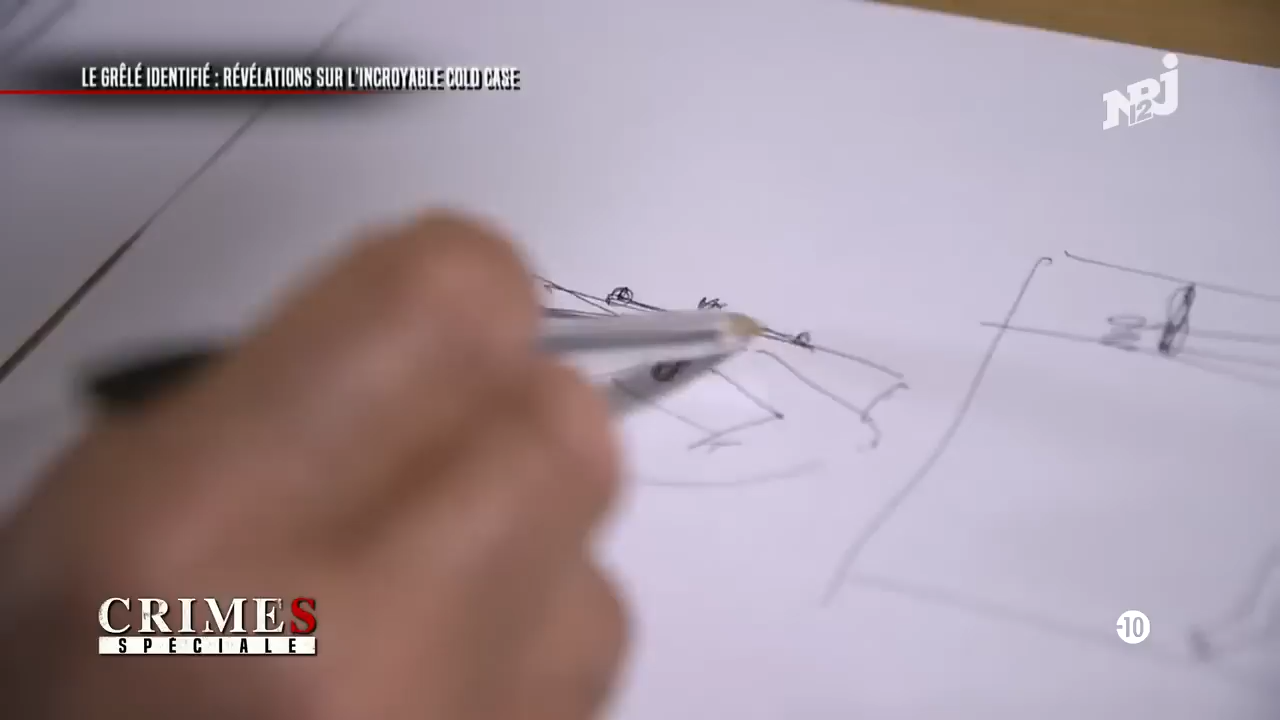 LE GRÊLÉ IDENTIFIÉ : RÉVÉLATIONS SUR L'INCROYABLE COLD CASE
NRJ
12
CRIMES
SPÉCIALE
-10